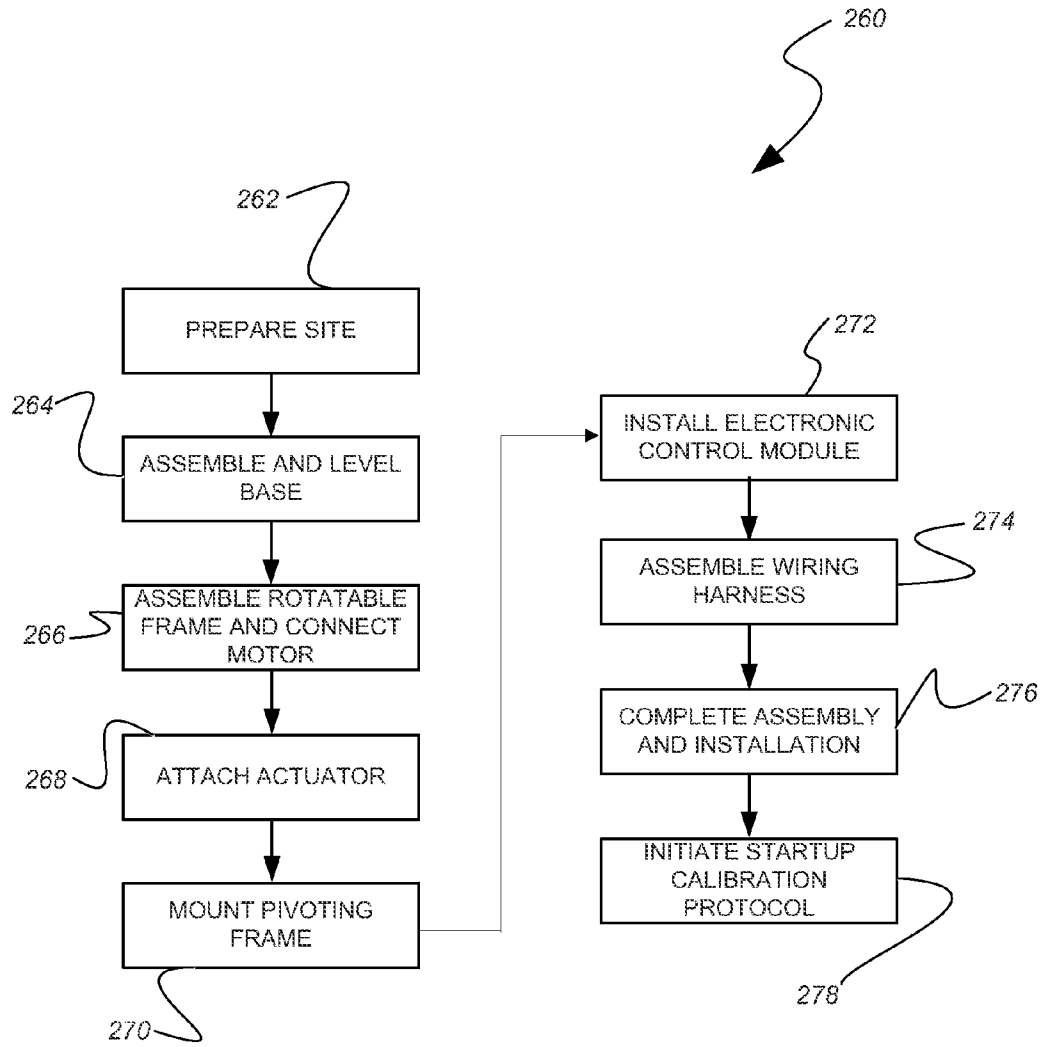 260
262
PREPARE SITE
264
ASSEMBLE AND LEVEL
BASE
266
ASSEMBLE ROTATABLE
FRAME AND CONNECT
MOTOR
268
ATTACH ACTUATOR
MOUNT PIVOTING
FRAME
270
272
INSTALL ELECTRONIC
CONTROL MODULE
274
ASSEMBLE WIRING
HARNESS
276
COMPLETE ASSEMBLY
AND INSTALLATION
INITIATE STARTUP
CALIBRATION
PROTOCOL
278